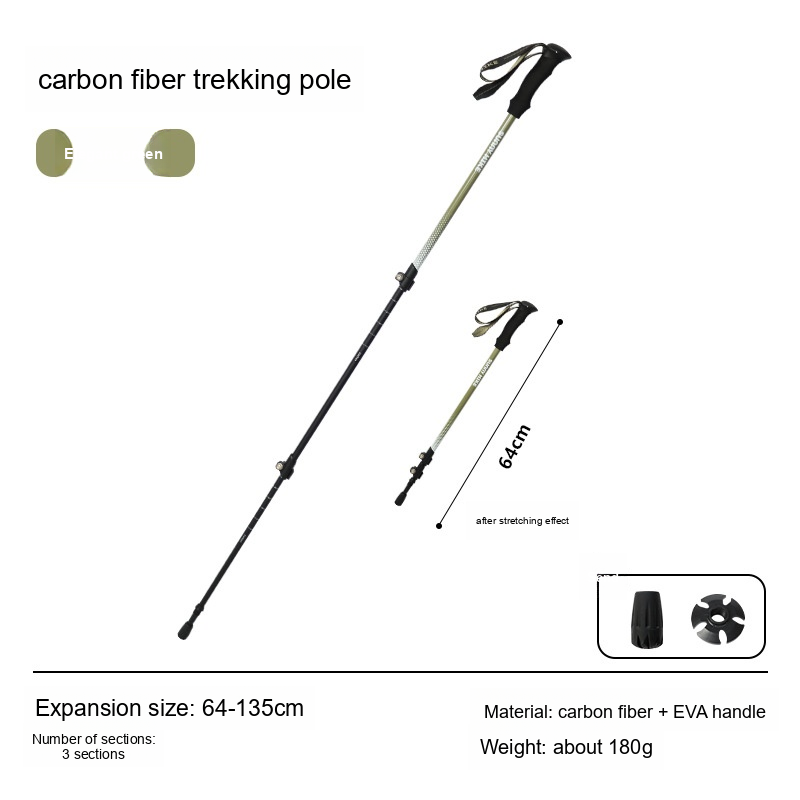 carbon fiber trekking pole
64cm
after stretching effect
Expansion size: 64-135cm
Material: carbon fiber + EVA handle
Number of sections:
3 sections
Weight: about 180g